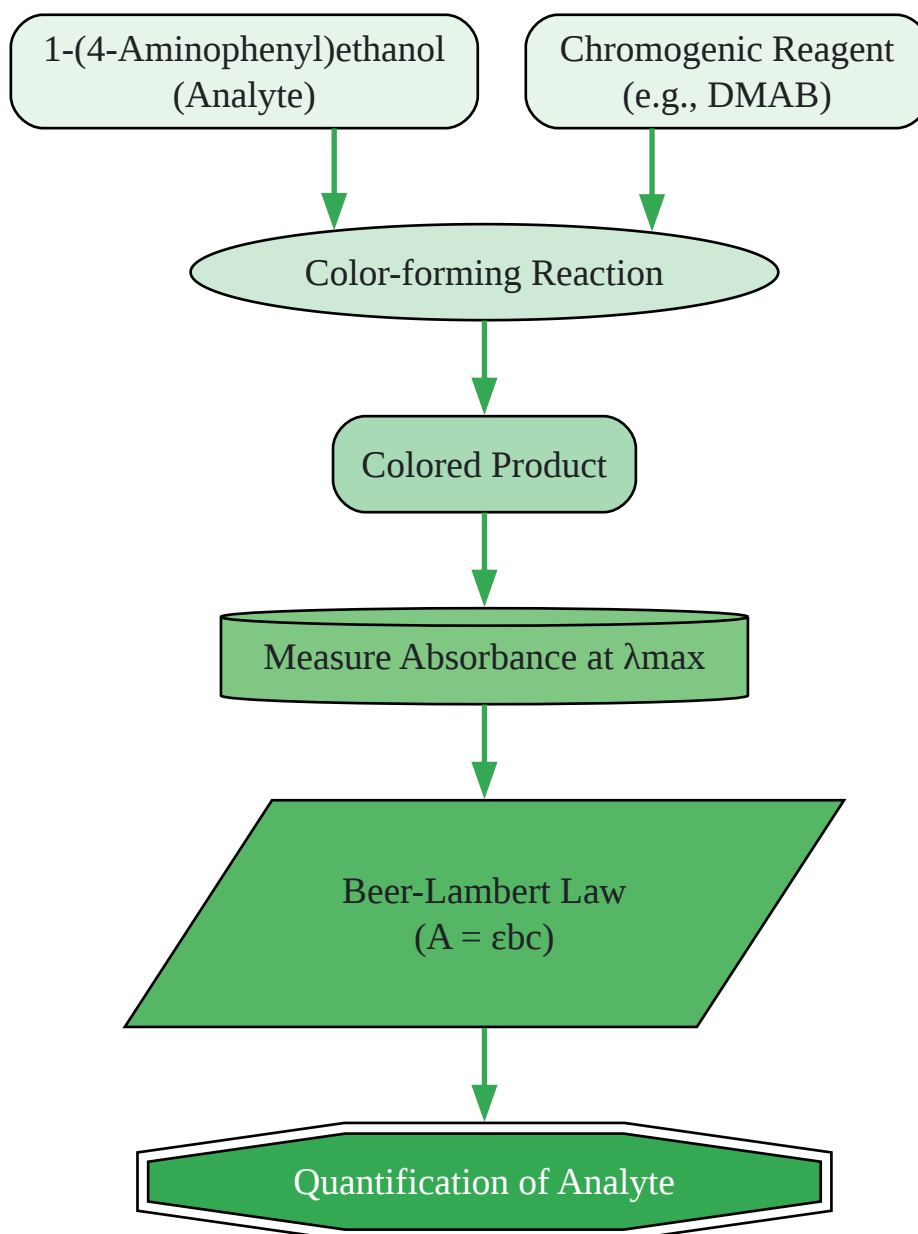 1-(4-Aminophenyl)ethanol
(Analyte)
Chromogenic Reagent
(e.g., DMAB)
Color-forming Reaction
Colored Product
Measure Absorbance at λmax
Beer-Lambert Law
(A = εbc)
Quantification of Analyte